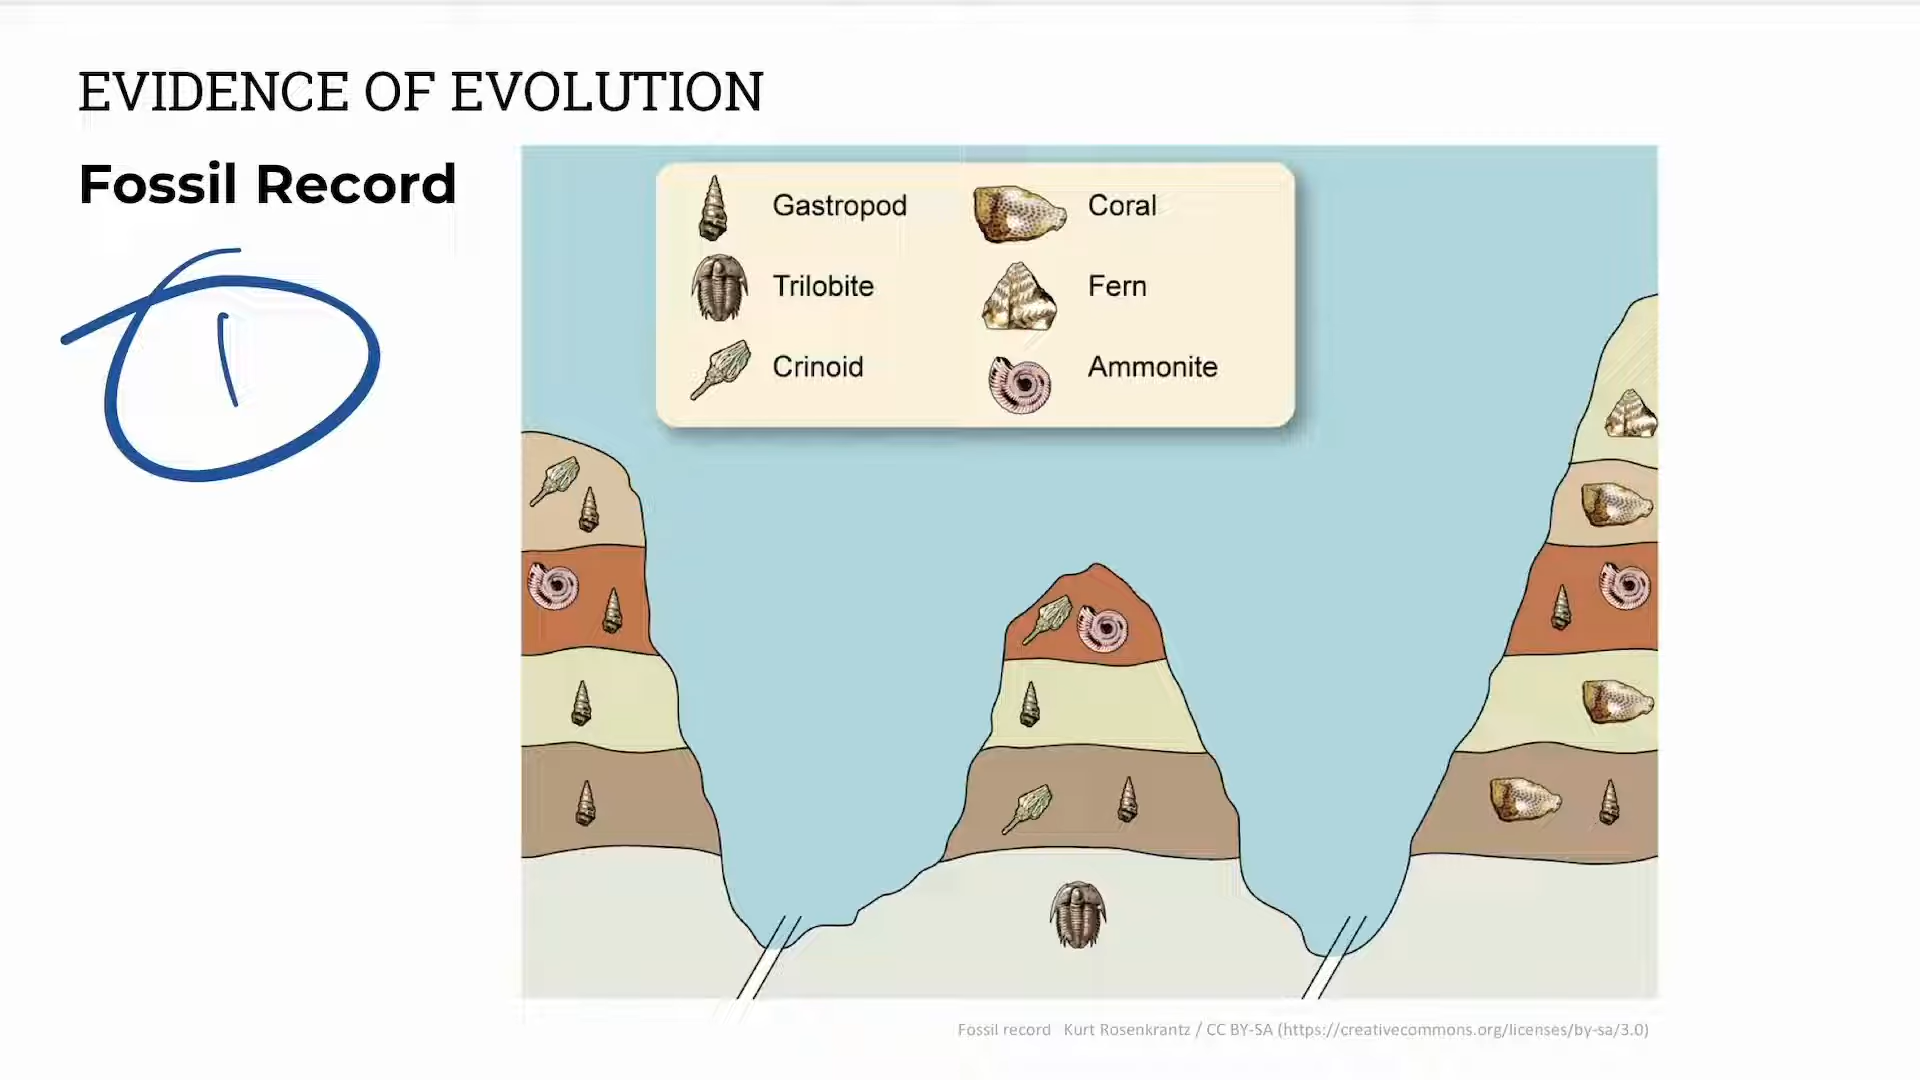 EVIDENCE OF EVOLUTION
Fossil Record
1
Gastropod
Coral
Trilobite
Fern
Crinoid
Ammonite
Fossil record Kurt Rosenkrantz / CC BY-SA (https://creativecommons.org/licenses/by-sa/3.0)